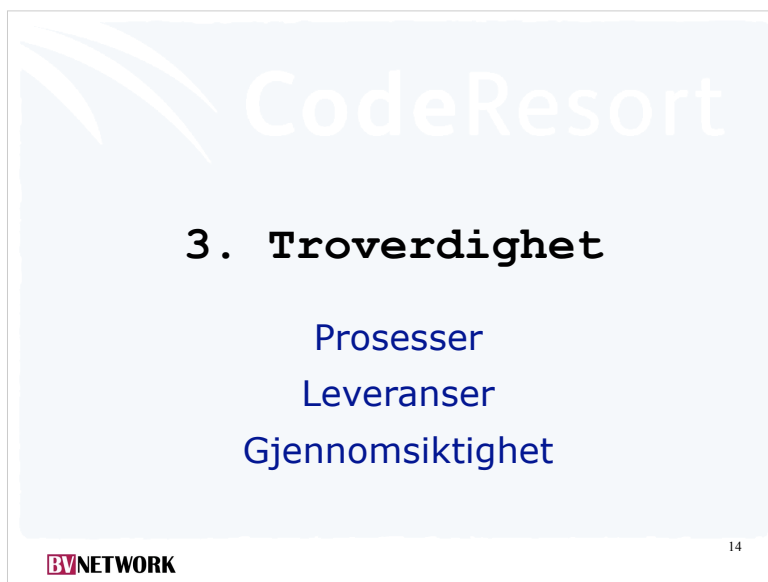 CodeResort
3. Troverdighet
Prosesser
Leveranser
Gjennomsiktighet
14
BVNETWORK